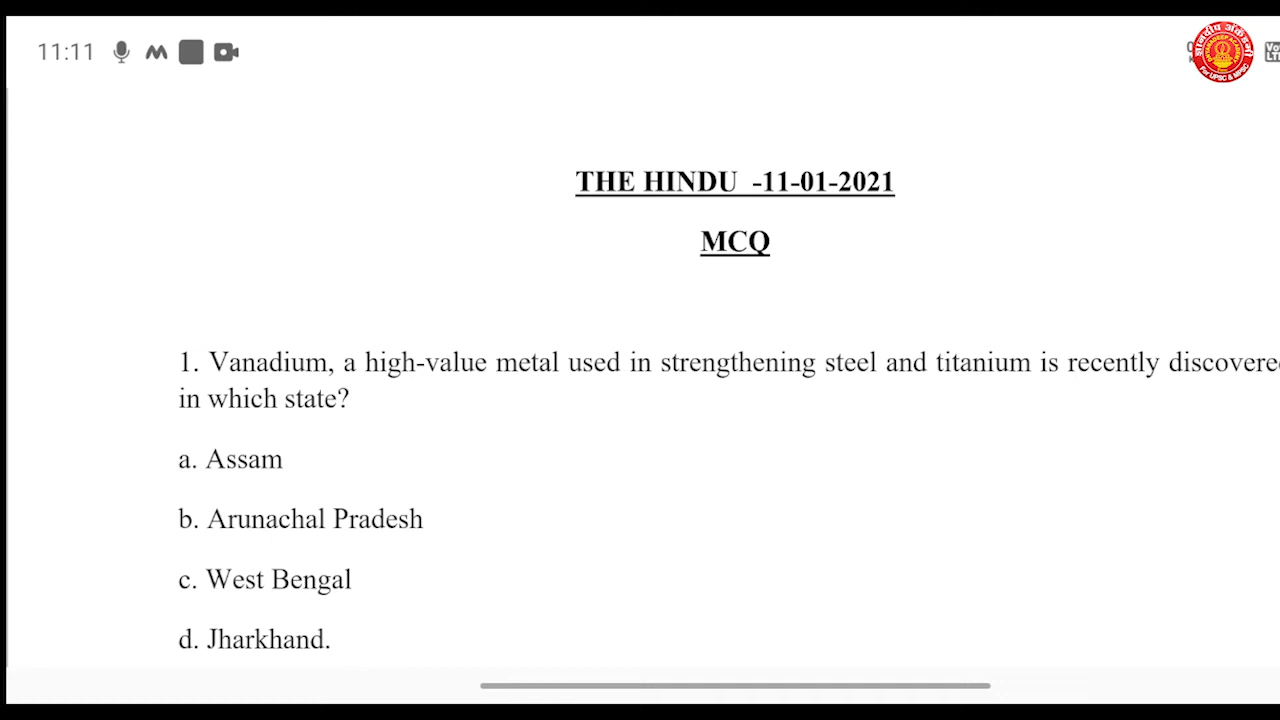 11:11
THE HINDU -11-01-2021
MCQ
1. Vanadium, a high-value metal used in strengthening steel and titanium is recently discovered
in which state?
a. Assam
b. Arunachal Pradesh
c. West Bengal
d. Jharkhand.